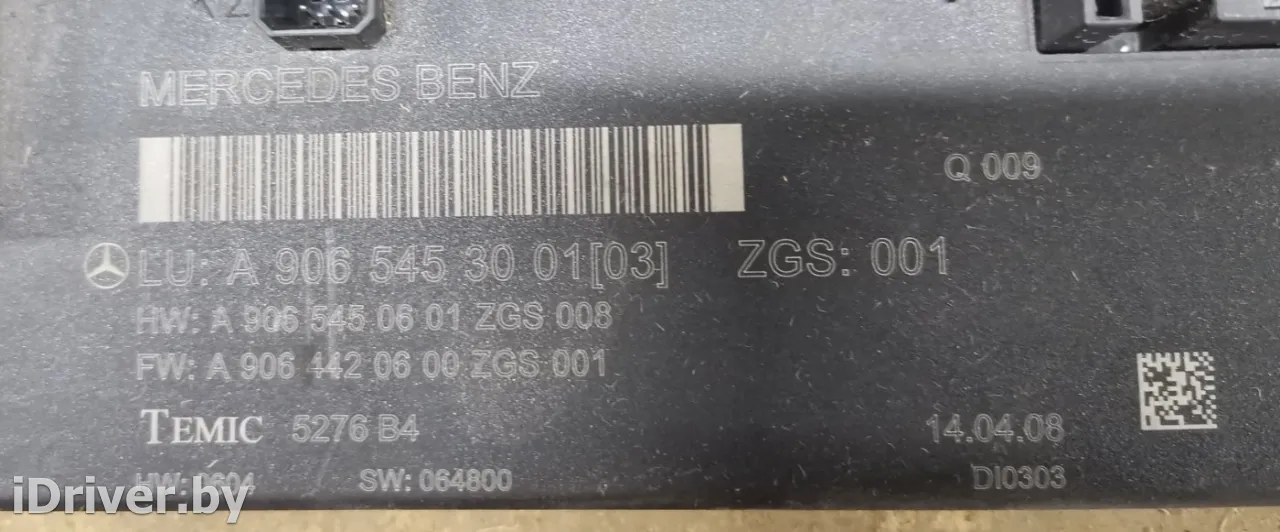 MERCEDES BENZ
Q 009
LU: A 906 545 30 01[03] ZGS: 001
HW: A 906 545 06 01 ZGS 008
FW: A 906 442 06 00 ZGS 001
TEMIC 5276 B4
14.04.08
SW: 064800
DI0303
iDriver.by